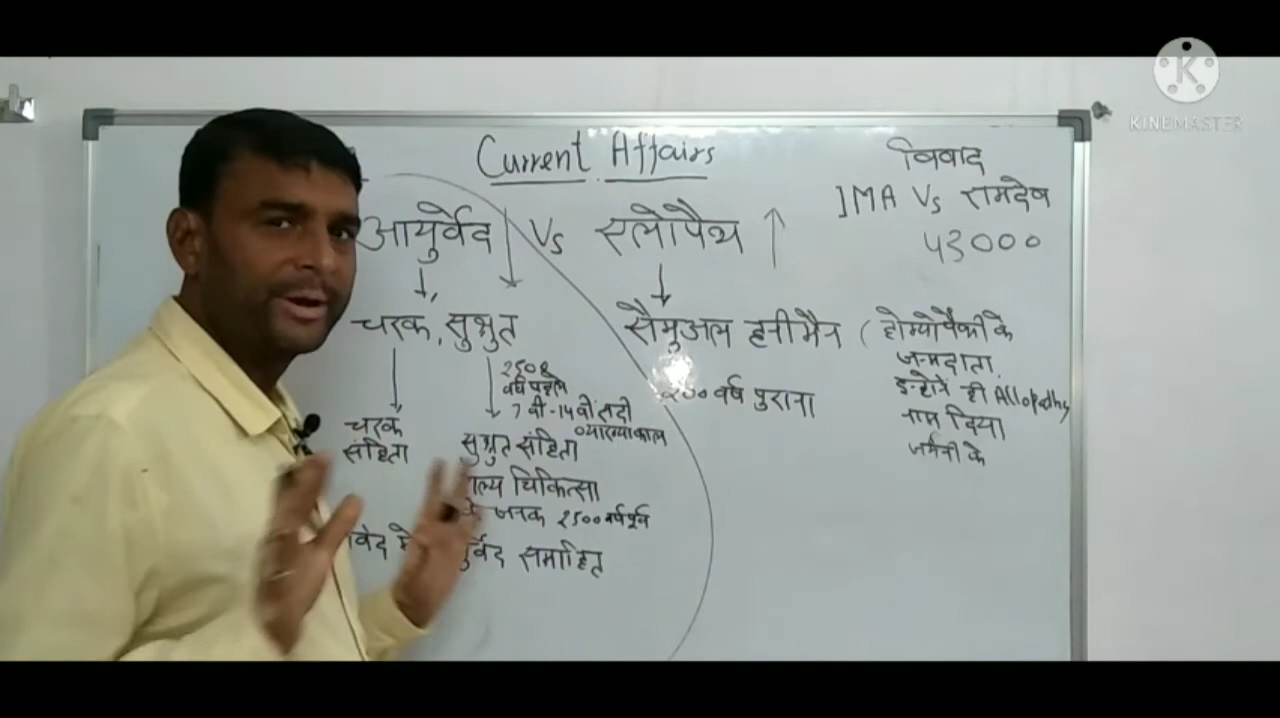 Current Affairs
विवाद
IMA Vs रामदेव
43000
आयुर्वेद Vs एलोपैथ
चरक, सुश्रुत
सैमुअल हनीमैन (होम्योपैथी के
जन्मदाता.
इन्होने ही Allopathy
नाम दिया
जर्मनी के
200 वर्ष पुराना
2500
वर्ष पहले
7 वी - 14 वी सदी
व्याख्याकाल
चरक
संहिता
सुश्रुत संहिता
शल्य चिकित्सा
के जनक 2500 वर्ष पूर्व
समाहित
KINEMASTER